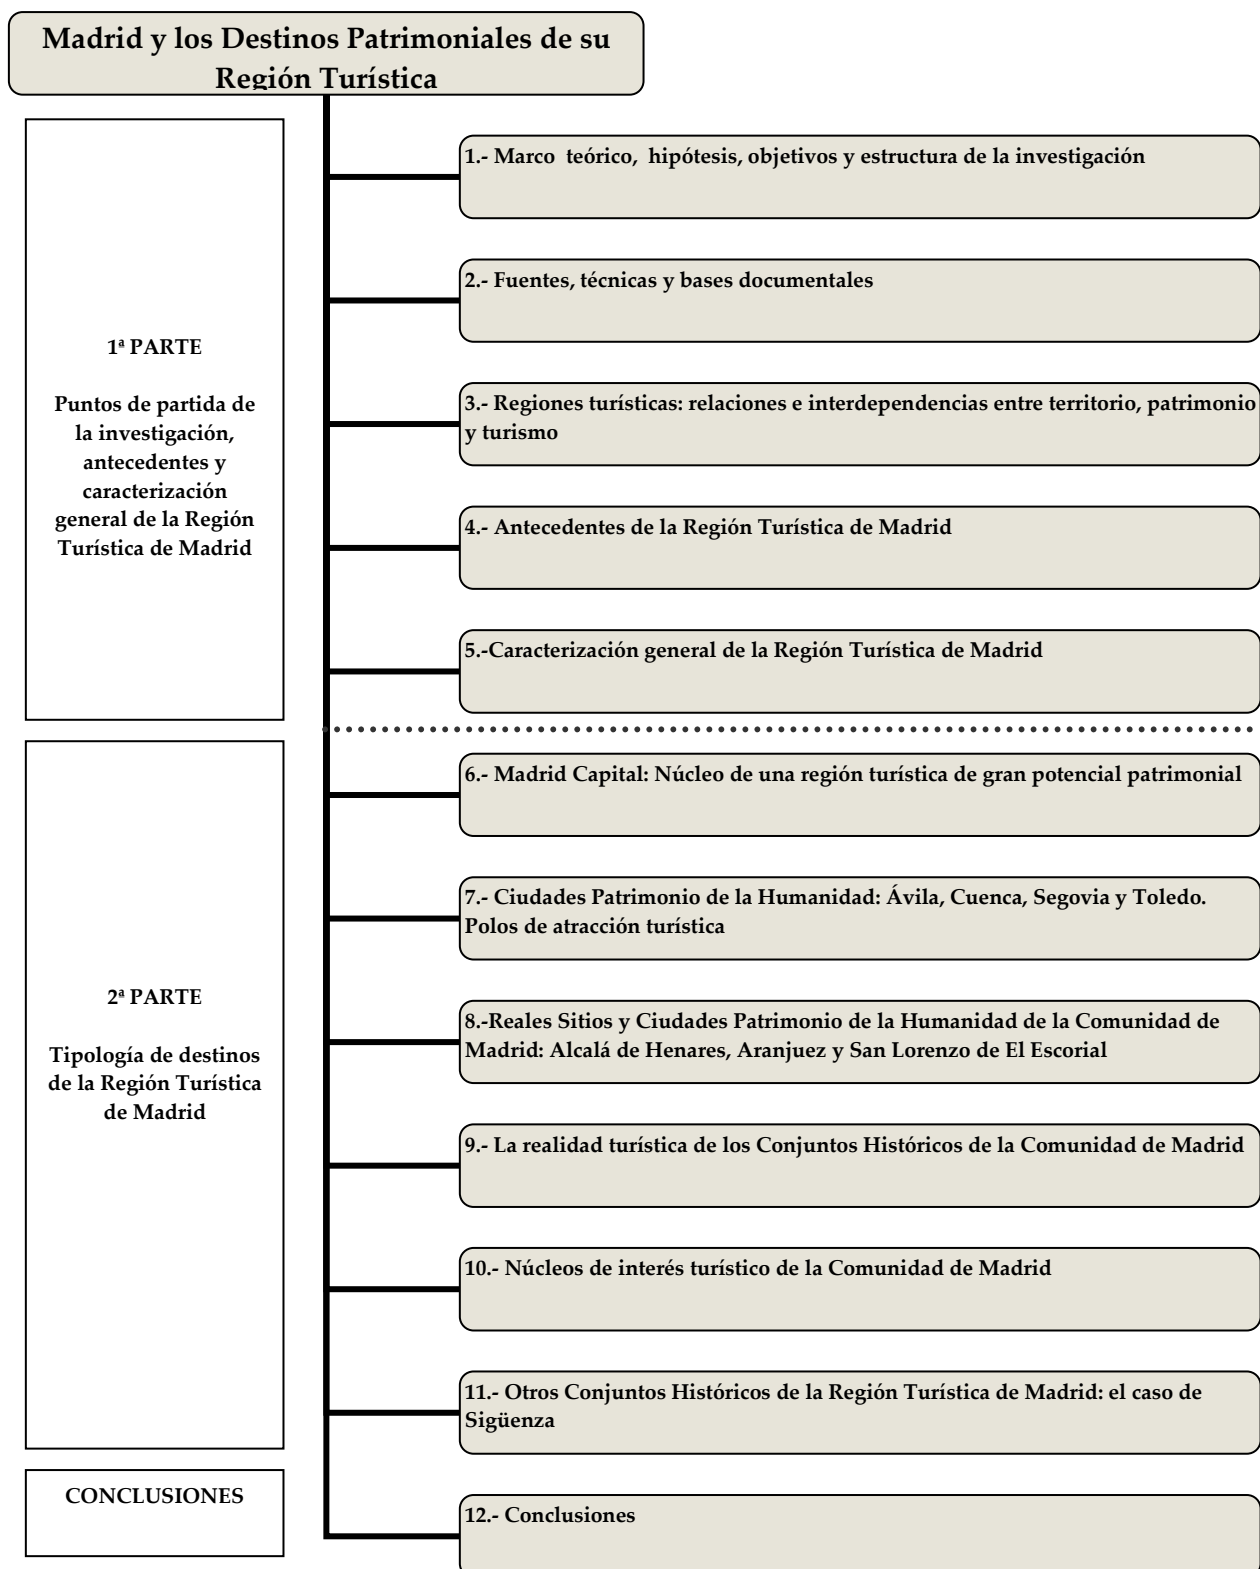 Madrid y los Destinos Patrimoniales de su
Región Turística
1.- Marco teórico, hipótesis, objetivos y estructura de la investigación
2.- Fuentes, técnicas y bases documentales
1ª PARTE
Puntos de partida de
la investigación,
antecedentes y
caracterización
general de la Región
Turística de Madrid
3.- Regiones turísticas: relaciones e interdependencias entre territorio, patrimonio
y turismo
4.- Antecedentes de la Región Turística de Madrid
5.-Caracterización general de la Región Turística de Madrid
6.- Madrid Capital: Núcleo de una región turística de gran potencial patrimonial
7.- Ciudades Patrimonio de la Humanidad: Ávila, Cuenca, Segovia y Toledo.
Polos de atracción turística
2ª PARTE
Tipología de destinos
de la Región Turística
de Madrid
8.-Reales Sitios y Ciudades Patrimonio de la Humanidad de la Comunidad de
Madrid: Alcalá de Henares, Aranjuez y San Lorenzo de El Escorial
9.- La realidad turística de los Conjuntos Históricos de la Comunidad de Madrid
10.- Núcleos de interés turístico de la Comunidad de Madrid
11.- Otros Conjuntos Históricos de la Región Turística de Madrid: el caso de
Sigüenza
CONCLUSIONES
12.- Conclusiones